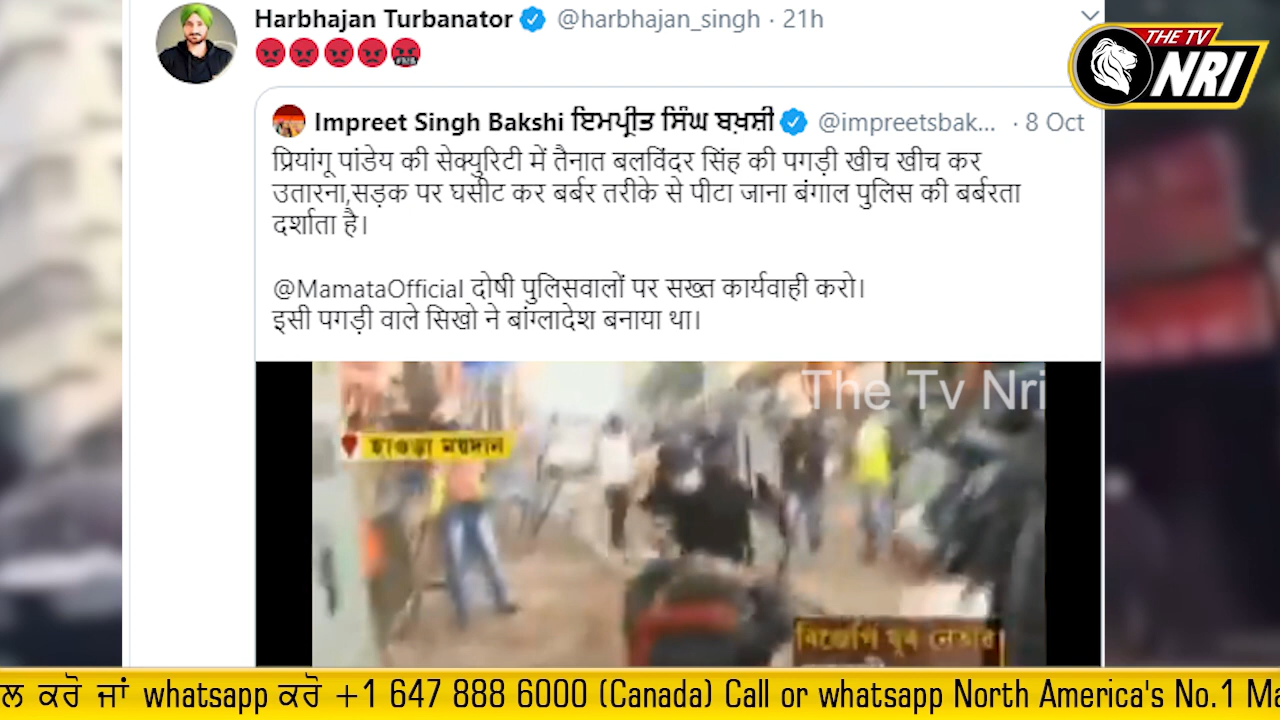 Harbhajan Turbanator @harbhajan_singh · 21h
THE TV
NRI
Impreet Singh Bakshi ਇਮਪ੍ਰੀਤ ਸਿੰਘ ਬਖ਼ਸ਼ੀ @impreetsbak... · 8 Oct
प्रियांगू पांडेय की सेक्युरिटी में तैनात बलविंदर सिंह की पगड़ी खीच खीच कर
उतारना,सड़क पर घसीट कर बर्बर तरीके से पीटा जाना बंगाल पुलिस की बर्बरता
दर्शाता है।
@MamataOfficial दोषी पुलिसवालों पर सख्त कार्यवाही करो।
इसी पगड़ी वाले सिखो ने बांग्लादेश बनाया था।
The Tv Nri
হাওড়া ময়দান
বিজেপি যুব নেতার
ਲ ਕਰੋ ਜਾਂ whatsapp ਕਰੋ +1 647 888 6000 (Canada) Call or whatsapp North America's No.1 Ma